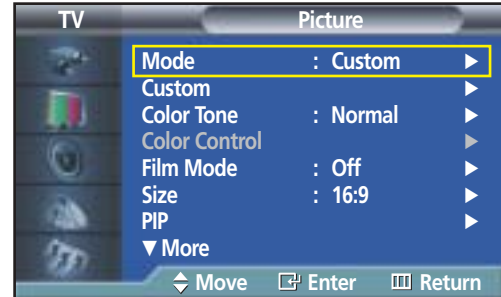 TV Picture
Mode : Custom ▶
Custom ▶
Color Tone : Normal ▶
Color Control ▶
Film Mode : Off ▶
Size : 16:9 ▶
PIP ▶
▼ More
Move Enter Return